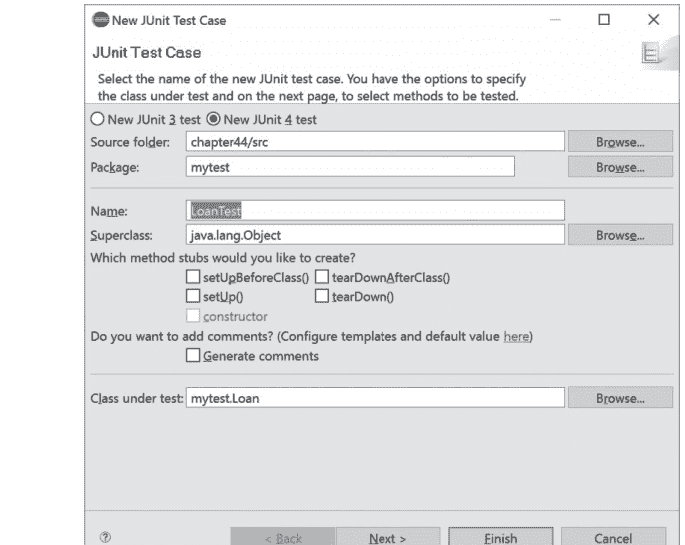 New JUnit Test Case
JUnit Test Case
Select the name of the new JUnit test case. You have the options to specify
the class under test and on the next page, to select methods to be tested.
New JUnit 3 test New JUnit 4 test
Source folder: chapter44/src Browse...
Package: mytest Browse...
Name: LoanTest
Superclass: java.lang.Object Browse...
Which method stubs would you like to create?
setUpBeforeClass() tearDownAfterClass()
setUp() tearDown()
constructor
Do you want to add comments? (Configure templates and default value here)
Generate comments
Class under test: mytest.Loan Browse...
? < Back Next > Finish Cancel